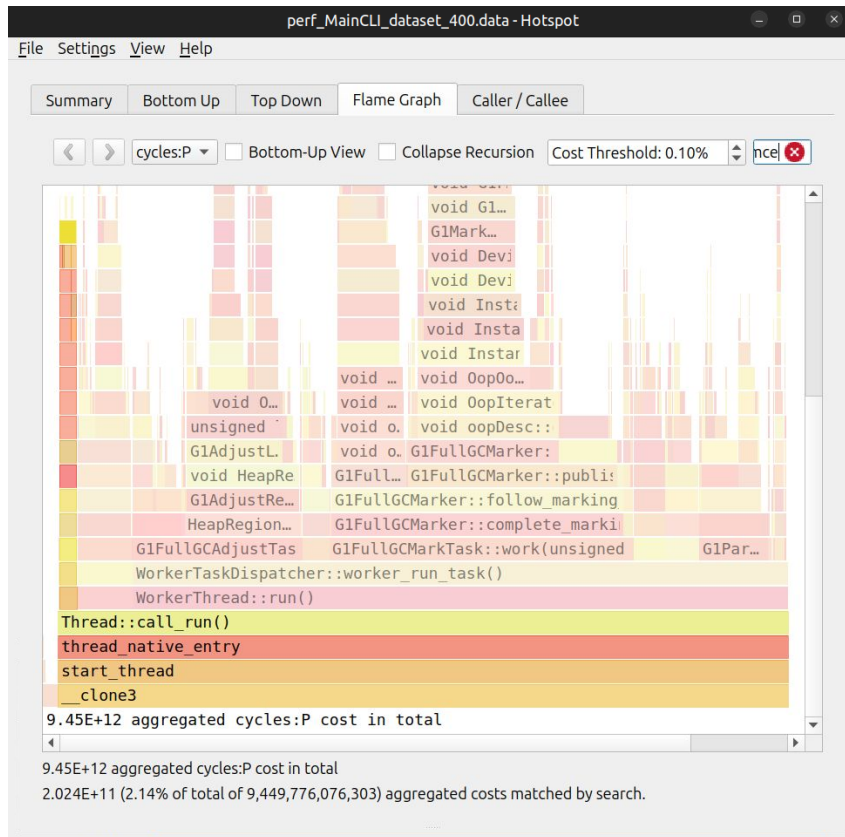 perf_MainCLI_dataset_400.data - Hotspot
File Settings View Help
Summary Bottom Up Top Down Flame Graph Caller / Callee
cycles:P Bottom-Up View Collapse Recursion Cost Threshold: 0.10% nce
void G1…
G1Mark…
void Devi
void Devi
void Insta
void Insta
void Instan
void … void OopOo…
void O… void … void OopIterat
unsigned void o. void oopDesc::
G1AdjustL. void o. G1FullGCMarker:
void HeapRe G1Full… G1FullGCMarker::publis
G1AdjustRe… G1FullGCMarker::follow_marking
HeapRegion… G1FullGCMarker::complete_marki
G1FullGCAdjustTas G1FullGCMarkTask::work(unsigned G1Par…
WorkerTaskDispatcher::worker_run_task()
WorkerThread::run()
Thread::call_run()
thread_native_entry
start_thread
__clone3
9.45E+12 aggregated cycles:P cost in total
9.45E+12 aggregated cycles:P cost in total
2.024E+11 (2.14% of total of 9,449,776,076,303) aggregated costs matched by search.